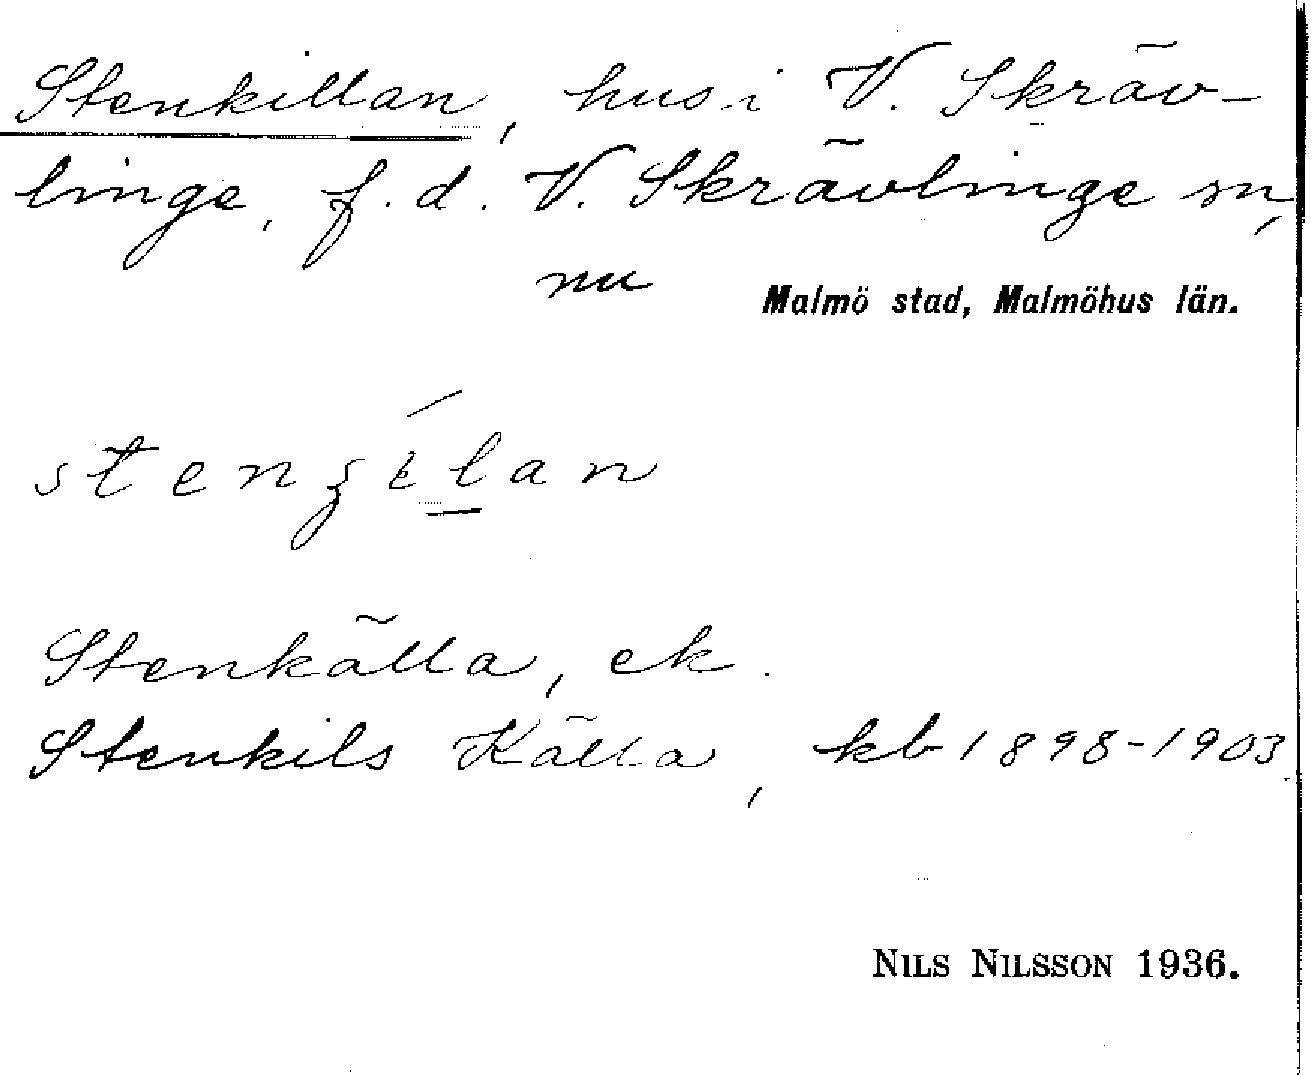 Stenkillan, hus i V. Skräv-
linge, f.d. V. Skrävlinge sn,
nu Malmö stad, Malmöhus län.
Stenkälla, ek.
Stenkils Källa, kb 1898-1903.
NILS NILSSON 1936.